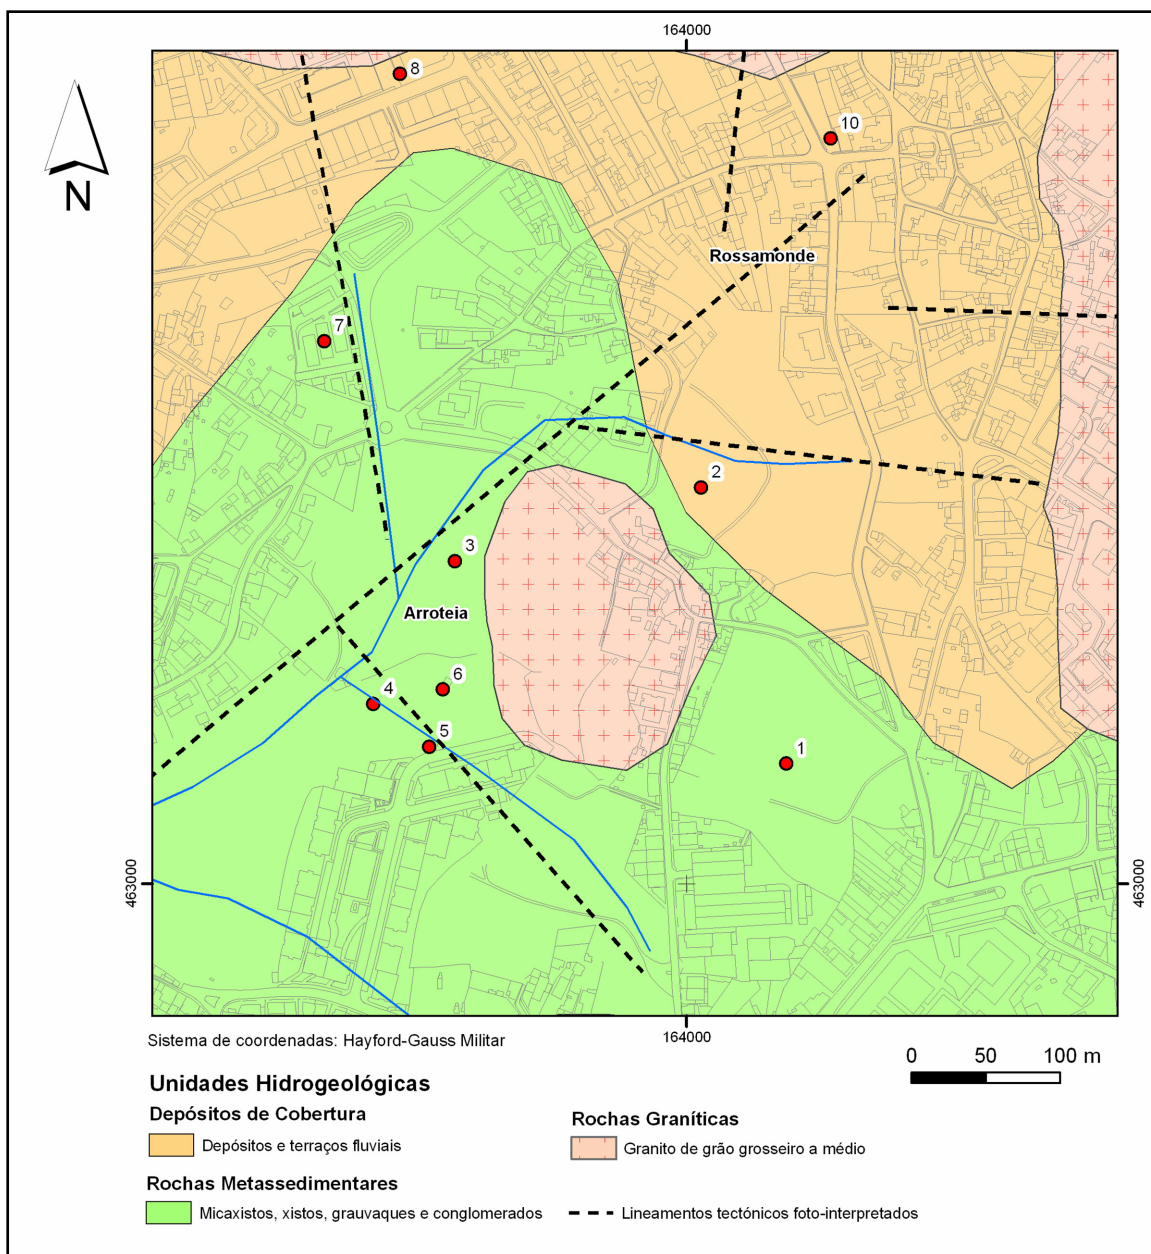 164000
8
10
N
Rossamonde
7
2
3
Arroteia
6
4
5
1
463000
463000
164000
Sistema de coordenadas: Hayford-Gauss Militar
0 50 100 m
Unidades Hidrogeológicas
Depósitos de Cobertura
Depósitos e terraços fluviais
Rochas Metassedimentares
Micaxistos, xistos, grauvaques e conglomerados
Rochas Graníticas
Granito de grão grosseiro a médio
Lineamentos tectónicos foto-interpretados